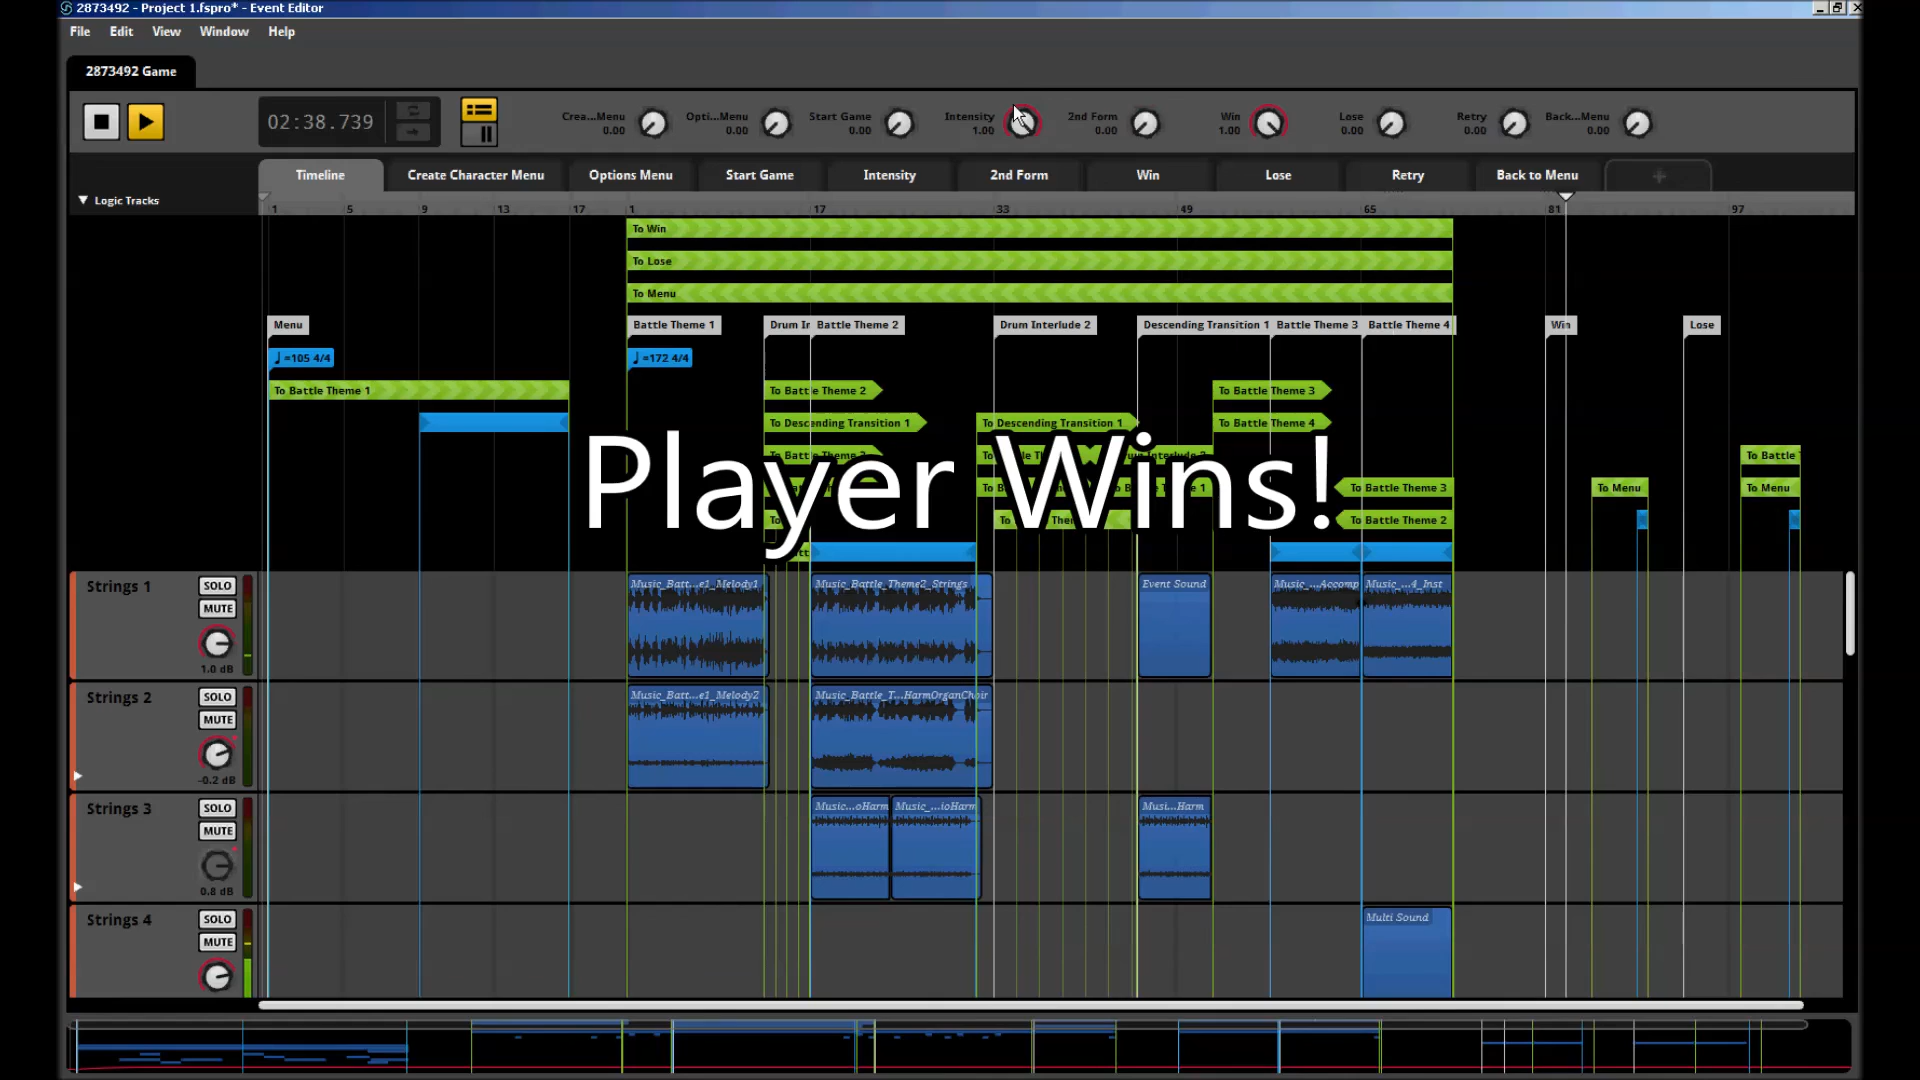 2873492 - Project 1.fspro* - Event Editor
File Edit View Window Help
2873492 Game
02:38.739
Crea...Menu 0.00
Opti...Menu 0.00
Start Game 0.00
Intensity 1.00
2nd Form 0.00
Win 1.00
Lose 0.00
Retry 0.00
Back...Menu 0.00
Timeline Create Character Menu Options Menu Start Game Intensity 2nd Form Win Lose Retry Back to Menu +
Logic Tracks
1 5 9 13 17 1 17 33 49 65 81 97
To Win
To Lose
To Menu
Menu Battle Theme 1 Drum In Battle Theme 2 Drum Interlude 2 Descending Transition 1 Battle Theme 3 Battle Theme 4 Win Lose
=105 4/4 =172 4/4
To Battle Theme 1 To Battle Theme 2 To Battle Theme 3
To Descending Transition 1 To Descending Transition 1 To Battle Theme 4
To Battle
To Battle Theme 3 To Menu To Menu
To Battle Theme 2
Player Wins!
Strings 1 SOLO
MUTE
1.0 dB
Music_Batt...e1_Melody1 Music_Battle_Theme2_Strings Event Sound Music_...Accomp Music_...4_Inst
Strings 2 SOLO
MUTE
-0.2 dB
Music_Batt...e1_Melody2 Music_Battle_T...HarmOrganChoir
Strings 3 SOLO
MUTE
0.8 dB
Music...oHarm Music_...ioHarm Musi...Harm
Strings 4 SOLO
MUTE
Multi Sound